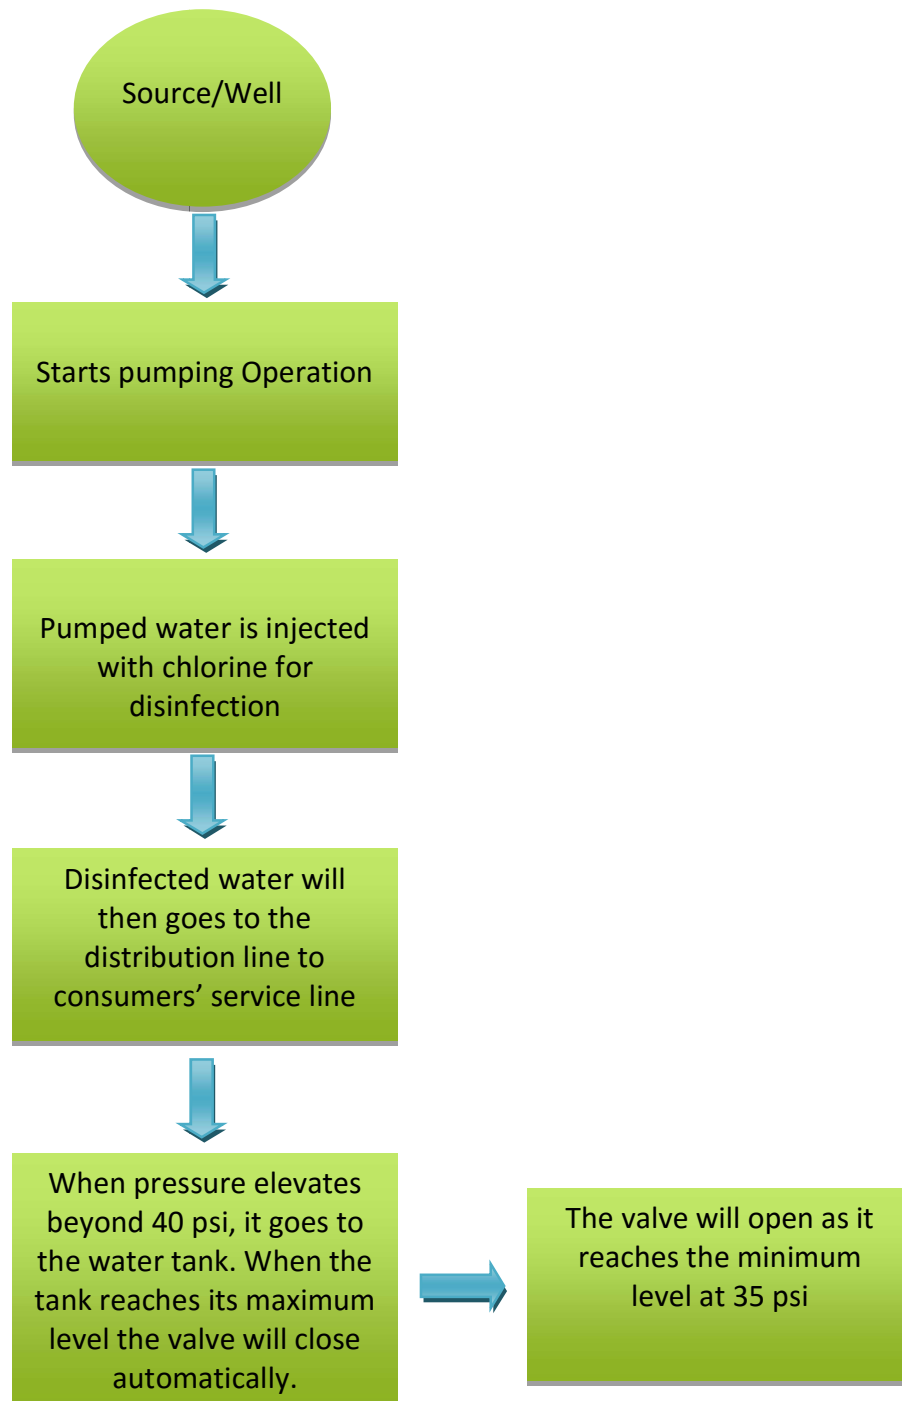 Source/Well
Starts pumping Operation
Pumped water is injected
with chlorine for
disinfection
Disinfected water will
then goes to the
distribution line to
consumers’ service line
When pressure elevates
beyond 40 psi, it goes to
the water tank. When the
tank reaches its maximum
level the valve will close
automatically.
The valve will open as it
reaches the minimum
level at 35 psi